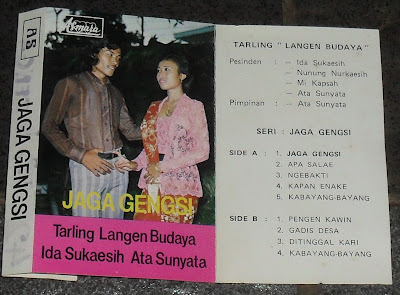 AS
JAGA GENGSI
Asmara
JAGA GENGSI
Tarling Langen Budaya
Ida Sukaesih Ata Sunyata
TARLING "LANGEN BUDAYA"
Pesinden : — Ida Sukaesih
— Nunung Nurkaesih
— Mi Kapsah
— Ata Sunyata
Pimpinan : — Ata Sunyata
SERI : JAGA GENGSI
SIDE A : 1. JAGA GENGSI
2. APA SALAE
3. NGEBAKTI
4. KAPAN ENAKE
5. KABAYANG-BAYANG
SIDE B : 1. PENGEN KAWIN
2. GADIS DESA
3. DITINGGAL KARI
4. KABAYANG-BAYANG